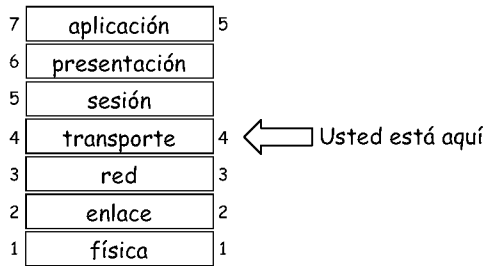 7 aplicación 5
6 presentación
5 sesión
4 transporte 4 Usted está aquí
3 red 3
2 enlace 2
1 física 1